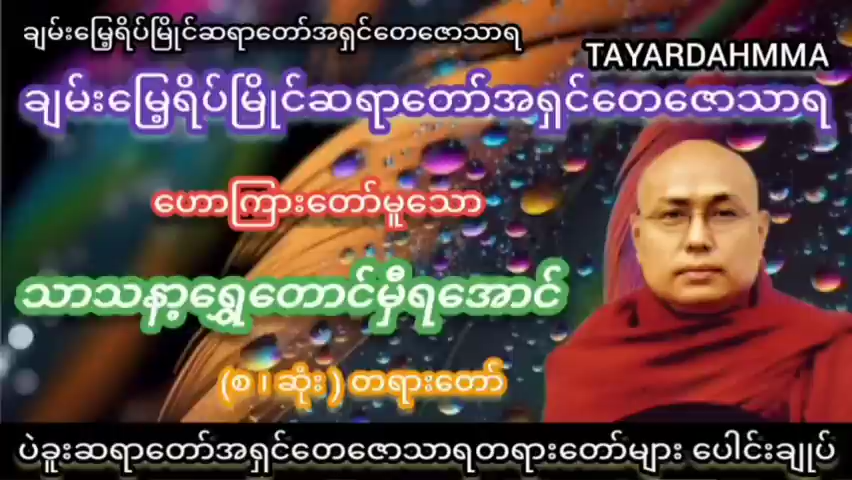 ချမ်းမြေ့ရိပ်မြိုင်ဆရာတော်အရှင်တေဇောသာရ
TAYARDAHMMA
ချမ်းမြေ့ရိပ်မြိုင်ဆရာတော်အရှင်တေဇောသာရ
ဟောကြားတော်မူသော
သာသနာ့ရွှေတောင်မှီရအောင်
(စ ၊ ဆုံး ) တရားတော်
ပဲခူးဆရာတော်အရှင်တေဇောသာရတရားတော်များ ပေါင်းချုပ်